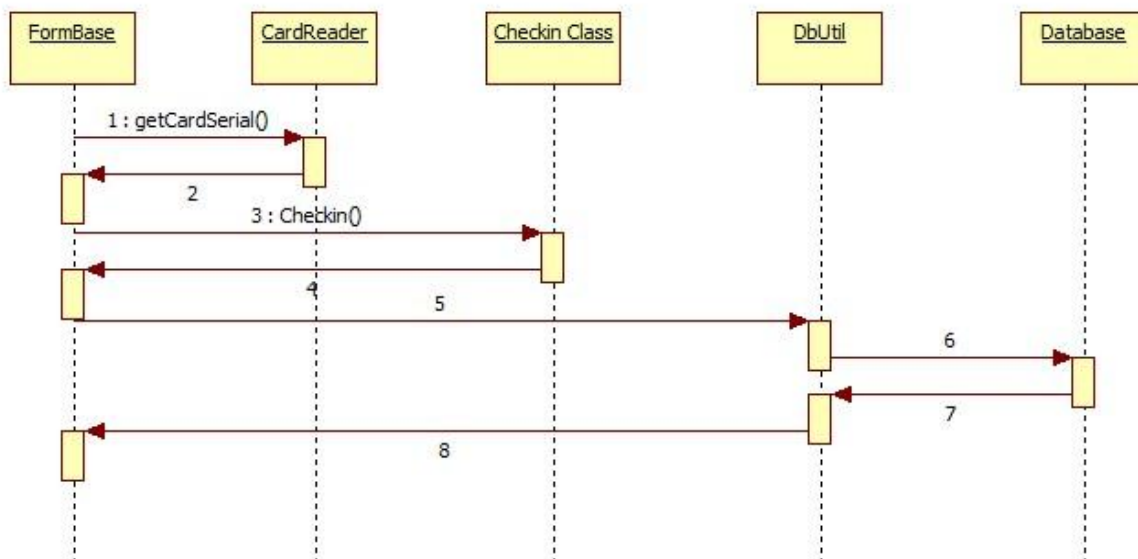 FormBase
CardReader
Checkin Class
DbUtil
Database
1 : getCardSerial()
2
3 : Checkin()
4
5
6
7
8